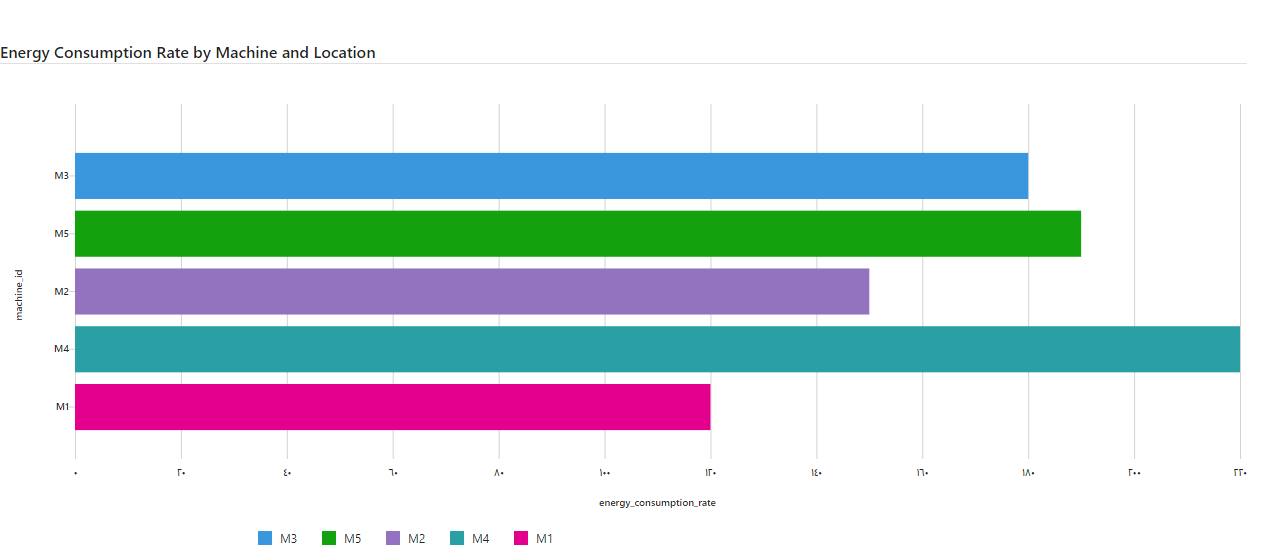 Energy Consumption Rate by Machine and Location
M3
M5
M2
M4
M1
machine_id
٠ ٢٠ ٤٠ ٦٠ ٨٠ ١٠٠ ١٢٠ ١٤٠ ١٦٠ ١٨٠ ٢٠٠ ٢٢٠
energy_consumption_rate
M3 M5 M2 M4 M1